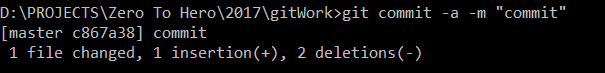 D:\PROJECTS\Zero To Hero\2017\gitWork>git commit -a -m "commit"
[master c867a38] commit
 1 file changed, 1 insertion(+), 2 deletions(-)